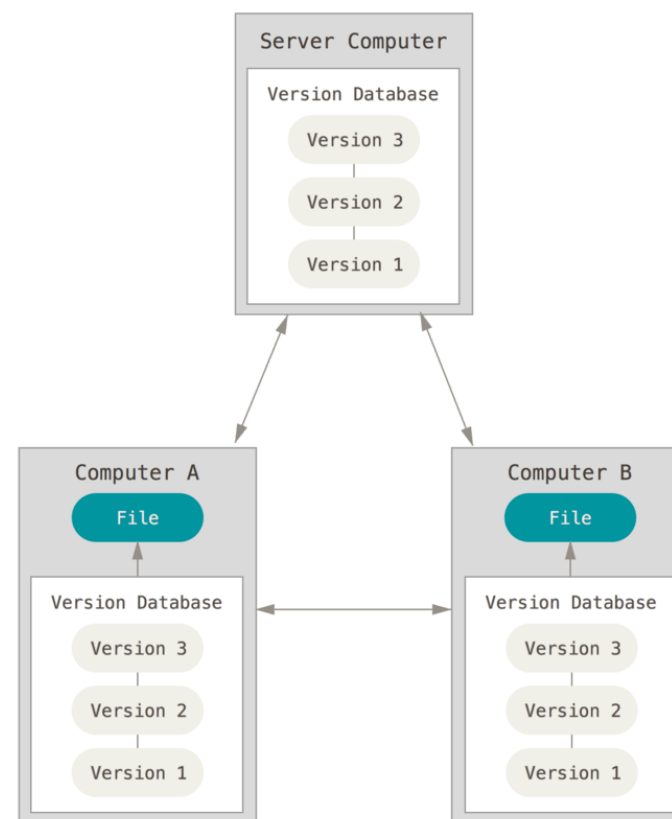 Server Computer
Version Database
Version 3
Version 2
Version 1
Computer A
File
Version Database
Version 3
Version 2
Version 1
Computer B
File
Version Database
Version 3
Version 2
Version 1